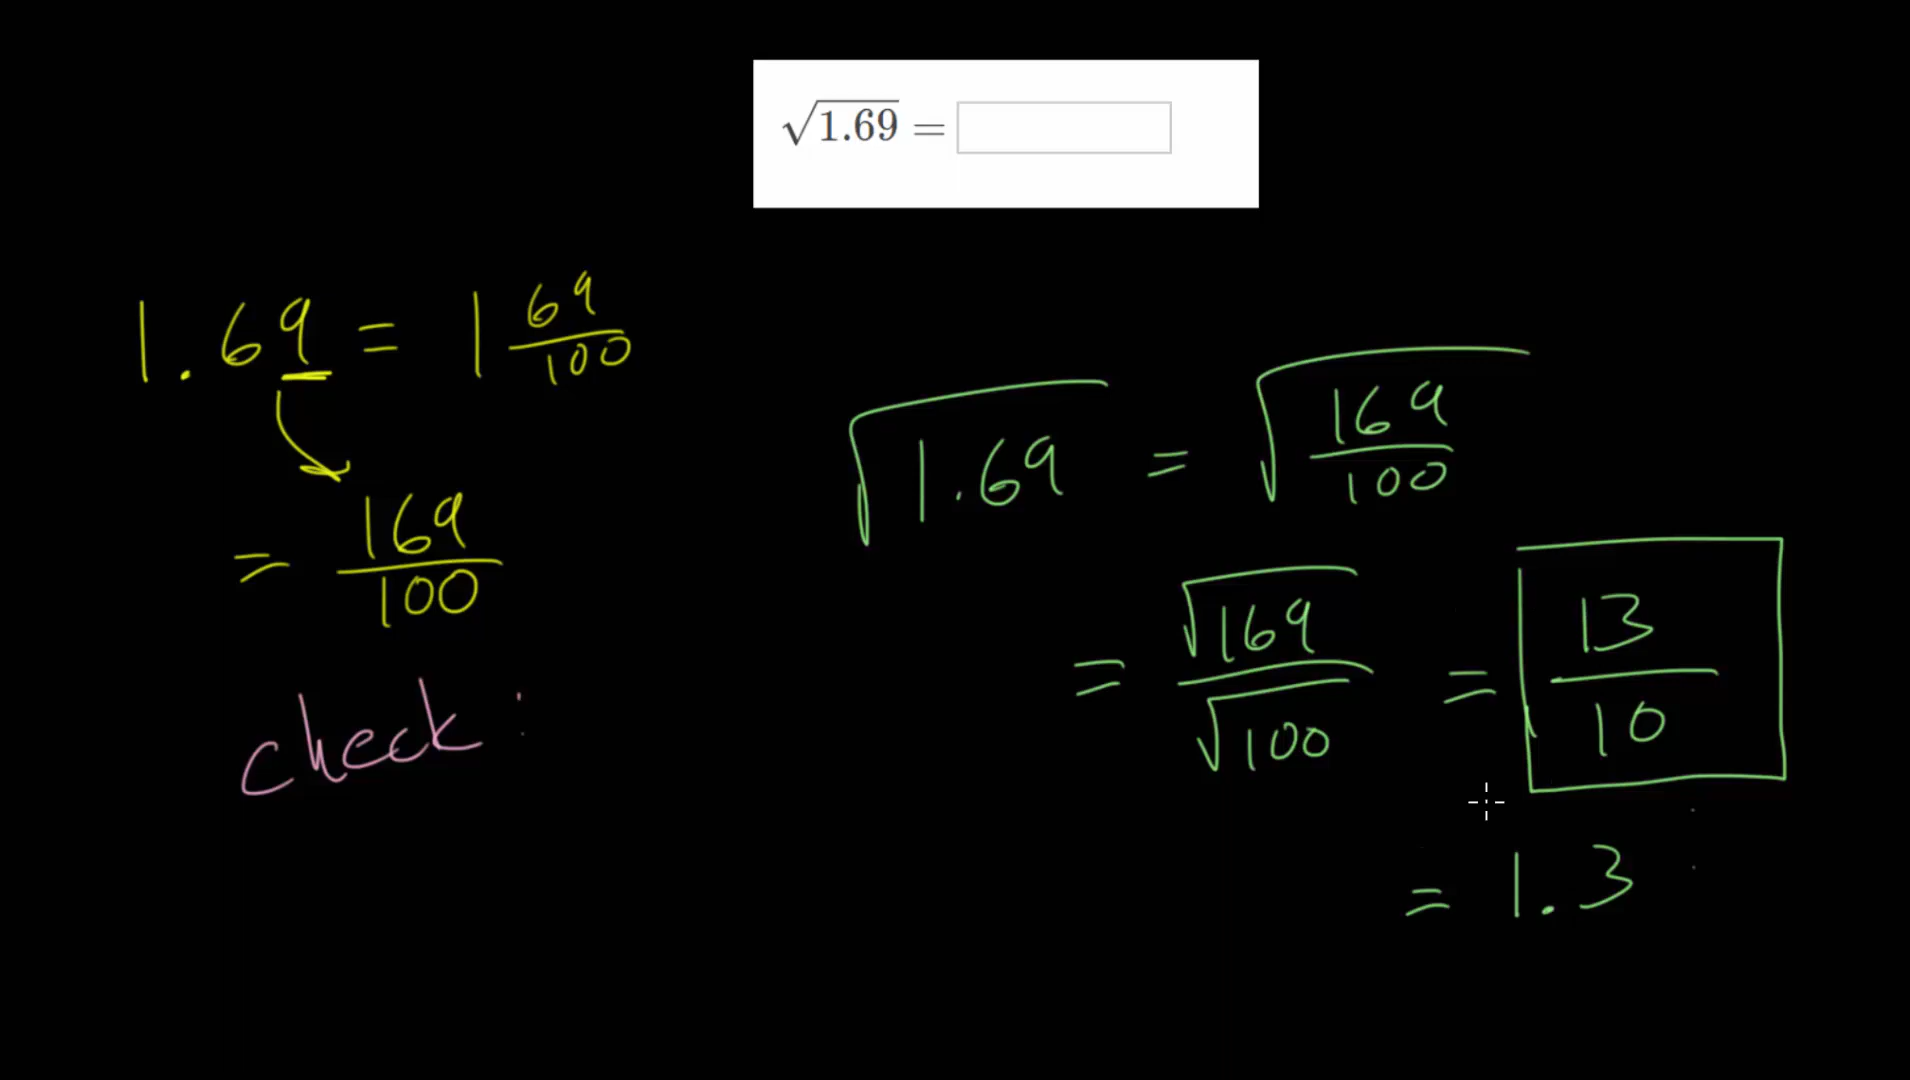 √1.69 =
1.69 = 1 69/100
= 169/100
√1.69 = √(169/100)
= √169/√100 = 13/10
= 1.3
check: